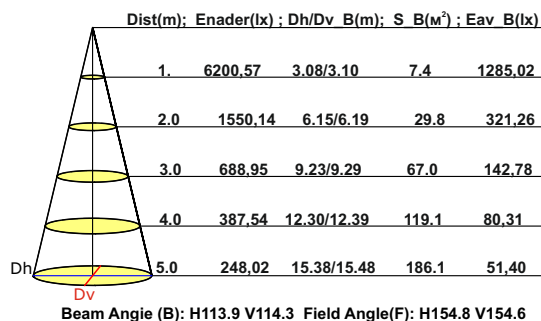 Dist(m); Enader(lx) ; Dh/Dv_B(m); S_B(м²) ; Eav_B(lx)
1. 6200,57 3.08/3.10 7.4 1285,02
2.0 1550,14 6.15/6.19 29.8 321,26
3.0 688,95 9.23/9.29 67.0 142,78
4.0 387,54 12.30/12.39 119.1 80,31
Dh 5.0 248,02 15.38/15.48 186.1 51,40
Dv
Beam Angie (B): H113.9 V114.3 Field Angle(F): H154.8 V154.6